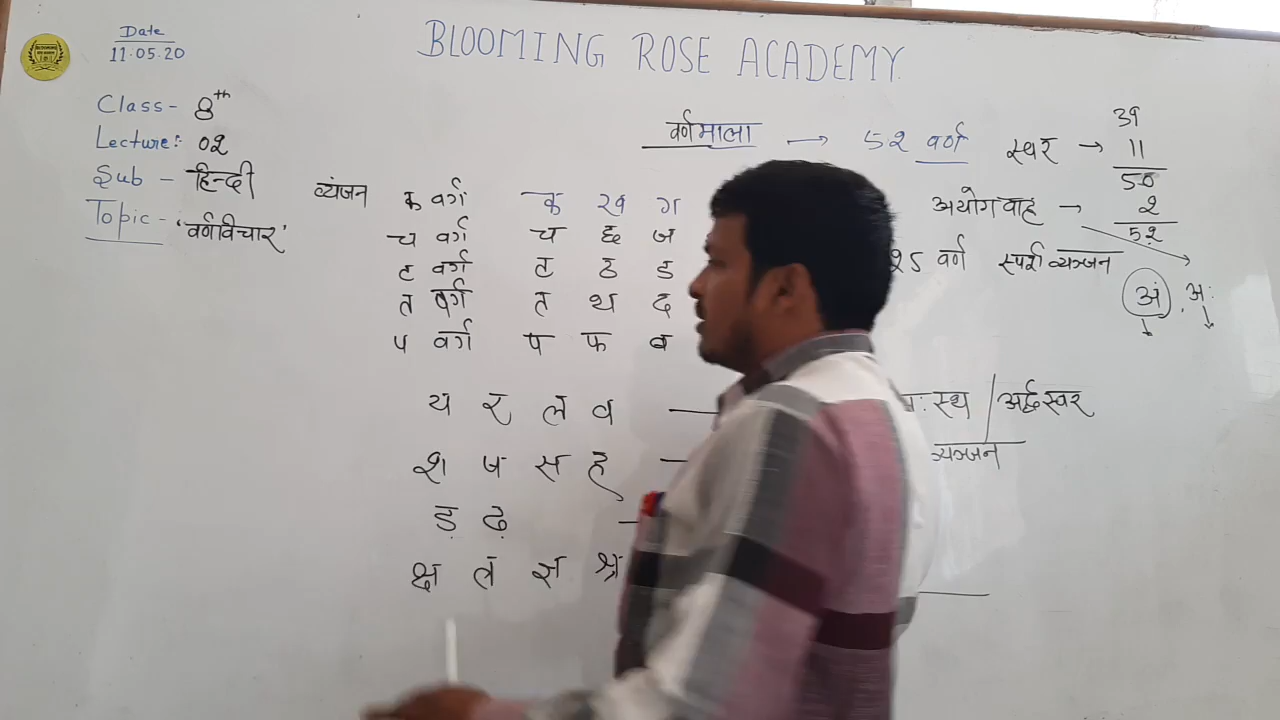 Date
11.05.20
BLOOMING ROSE ACADEMY
Class- 8th
Lecture:- 02
Sub - हिन्दी
Topic- 'वर्णविचार'
वर्णमाला → 52 वर्ण
स्वर → 39
11
50
अयोगवाह → 2
52
अं अः
व्यंजन
क वर्ग क ख ग
च वर्ग च छ ज
ट वर्ग ट ठ ड
त वर्ग त थ द
प वर्ग प फ ब
25 वर्ण स्पर्श व्यञ्जन
य र ल व — :स्थ / अर्द्धस्वर
व्यञ्जन
श ष स ह —
ड़ ढ़ —
क्ष त्र ज्ञ श्र